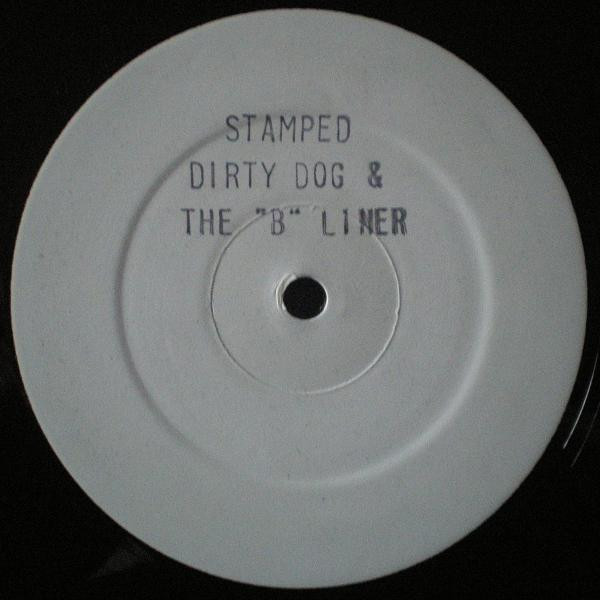 STAMPED
DIRTY DOG &
THE "B" LINER